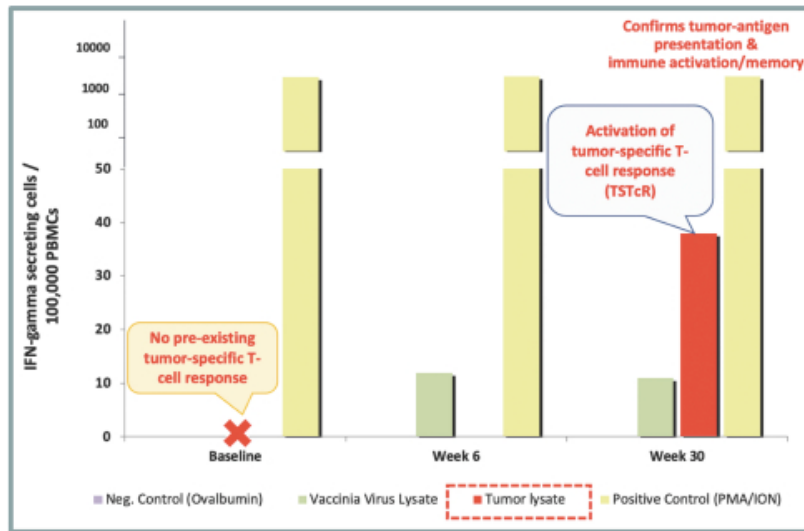 Confirms tumor-antigen
presentation &
immune activation/memory
10000
1000
100
50
40
30
20
10
0
IFN-gamma secreting cells /
100,000 PBMCs
Activation of
tumor-specific T-
cell response
(TSTcR)
No pre-existing
tumor-specific T-
cell response
Baseline
Week 6
Week 30
Neg. Control (Ovalbumin)
Vaccinia Virus Lysate
Tumor lysate
Positive Control (PMA/ION)